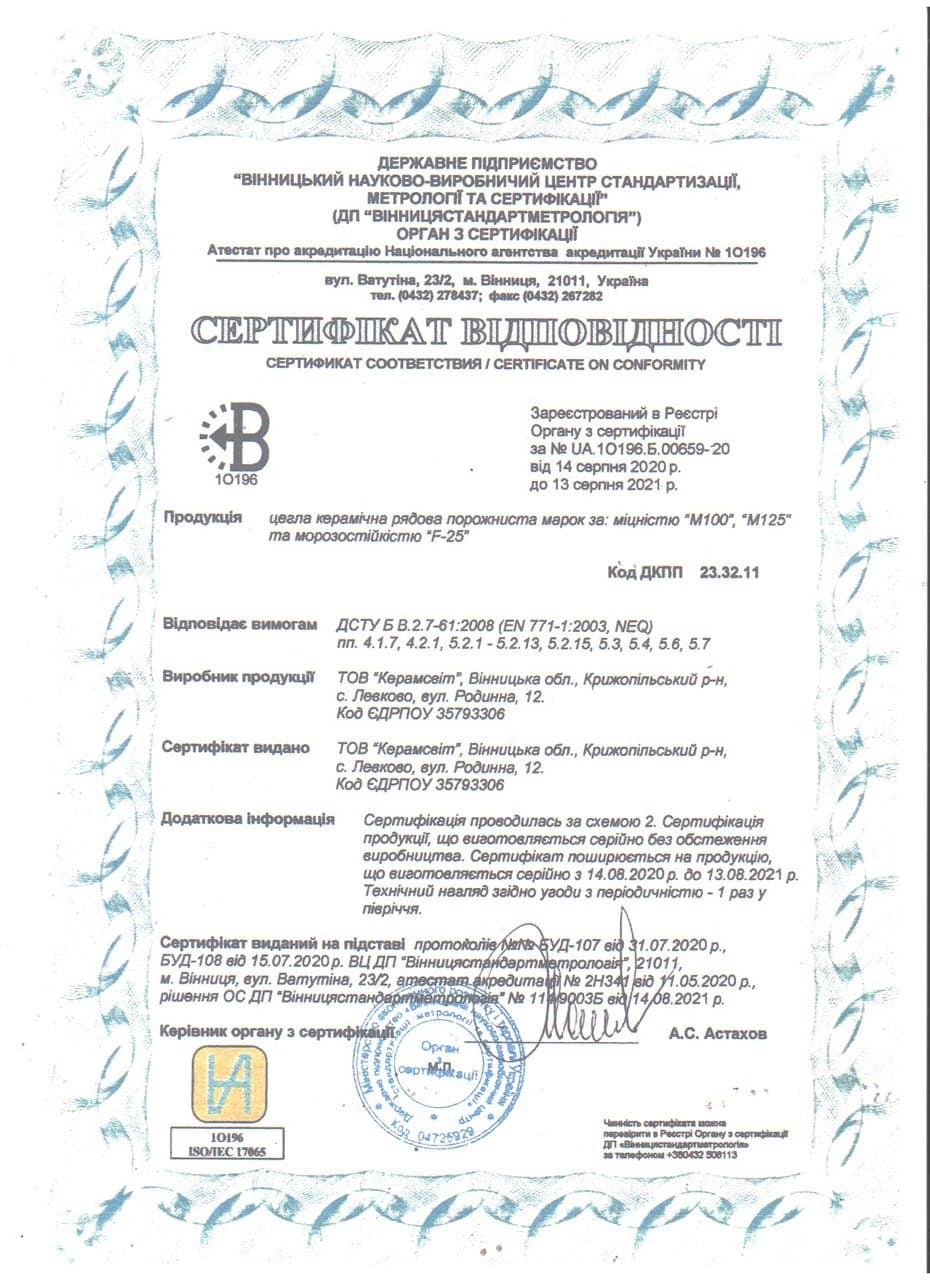 ДЕРЖАВНЕ ПІДПРИЄМСТВО
“ВІННИЦЬКИЙ НАУКОВО-ВИРОБНИЧИЙ ЦЕНТР СТАНДАРТИЗАЦІЇ,
МЕТРОЛОГІЇ ТА СЕРТИФІКАЦІЇ”
(ДП “ВІННИЦЯСТАНДАРТМЕТРОЛОГІЯ”)
ОРГАН З СЕРТИФІКАЦІЇ
Атестат про акредитацію Національного агентства акредитації України № 1О196
вул. Ватутіна, 23/2, м. Вінниця, 21011, Україна
тел. (0432) 278437; факс (0432) 267282
СЕРТИФІКАТ ВІДПОВІДНОСТІ
СЕРТИФИКАТ СООТВЕТСТВИЯ / CERTIFICATE ON CONFORMITY
В
1О196
Зареєстрований в Реєстрі
Органу з сертифікації
за № UA.1О196.Б.00659-20
від 14 серпня 2020 р.
до 13 серпня 2021 р.
Продукція цегла керамічна рядова порожниста марок за: міцністю "М100", "М125"
та морозостійкістю "F-25"
Код ДКПП 23.32.11
Відповідає вимогам ДСТУ Б В.2.7-61:2008 (EN 771-1:2003, NEQ)
пп. 4.1.7, 4.2.1, 5.2.1 - 5.2.13, 5.2.15, 5.3, 5.4, 5.6, 5.7
Виробник продукції ТОВ “Керамсвіт”, Вінницька обл., Крижопільський р-н,
с. Левково, вул. Родинна, 12.
Код ЄДРПОУ 35793306
Сертифікат видано ТОВ “Керамсвіт”, Вінницька обл., Крижопільський р-н,
с. Левково, вул. Родинна, 12.
Код ЄДРПОУ 35793306
Додаткова інформація Сертифікація проводилась за схемою 2. Сертифікація
продукції, що виготовляється серійно без обстеження
виробництва. Сертифікат поширюється на продукцію,
що виготовляється серійно з 14.08.2020 р. до 13.08.2021 р.
Технічний нагляд згідно угоди з періодичністю - 1 раз у
півріччя.
Сертифікат виданий на підставі протоколів №№ БУД-107 від 31.07.2020 р.,
БУД-108 від 15.07.2020 р. ВЦ ДП “Вінницястандартметрологія”, 21011,
м. Вінниця, вул. Ватутіна, 23/2, атестат акредитації № 2Н341 від 11.05.2020 р.,
рішення ОС ДП “Вінницястандартметрологія” № 114/9003Б від 14.08.2021 р.
Керівник органу з сертифікації А.С. Астахов
м.п.
Орган
з
сертифікації
Код 04725929
1О196
ISO/IEC 17065
Чинність сертифіката можна
перевірити в Реєстрі Органу з сертифікації
ДП «Вінницястандартметрологія»
за телефоном +380432 508113